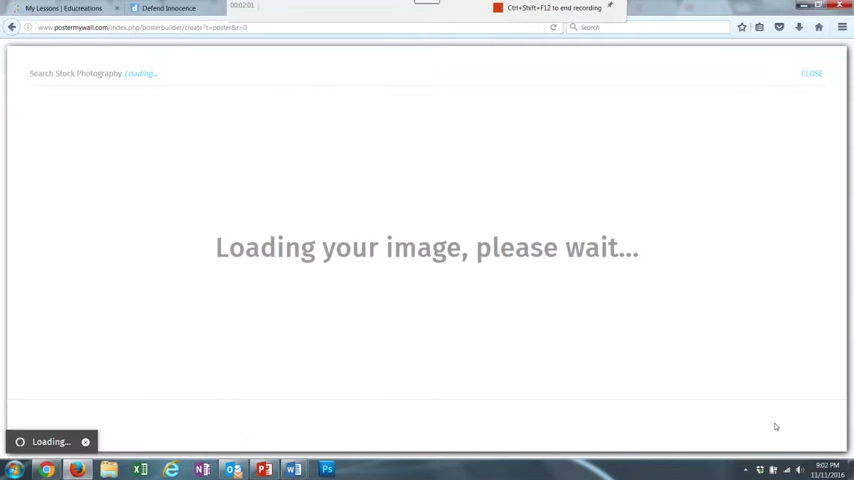 My Lessons | Educreations
Defend Innocence
00:02:01
Ctrl+Shift+F12 to end recording
www.postermywall.com/index.php/posterbuilder/create?t=poster&r=0
Search
Search Stock Photography Loading...
CLOSE
Loading your image, please wait...
Loading...
9:02 PM
11/11/2016